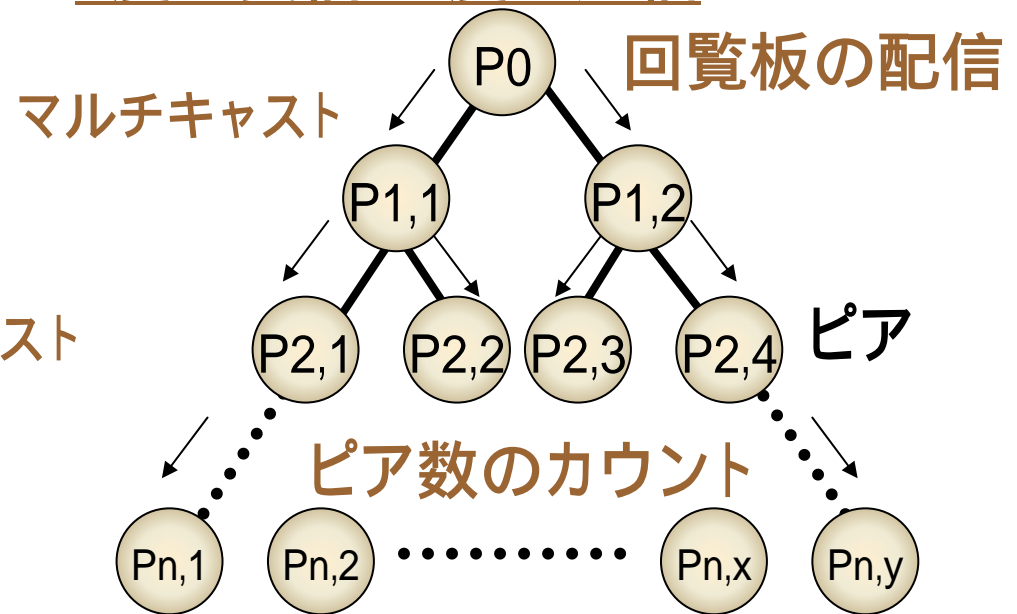 P0
回覧板の配信
マルチキャスト
P1,1
P1,2
スト
P2,1
P2,2
P2,3
P2,4
ピア
ピア数のカウント
Pn,1
Pn,2
Pn,x
Pn,y